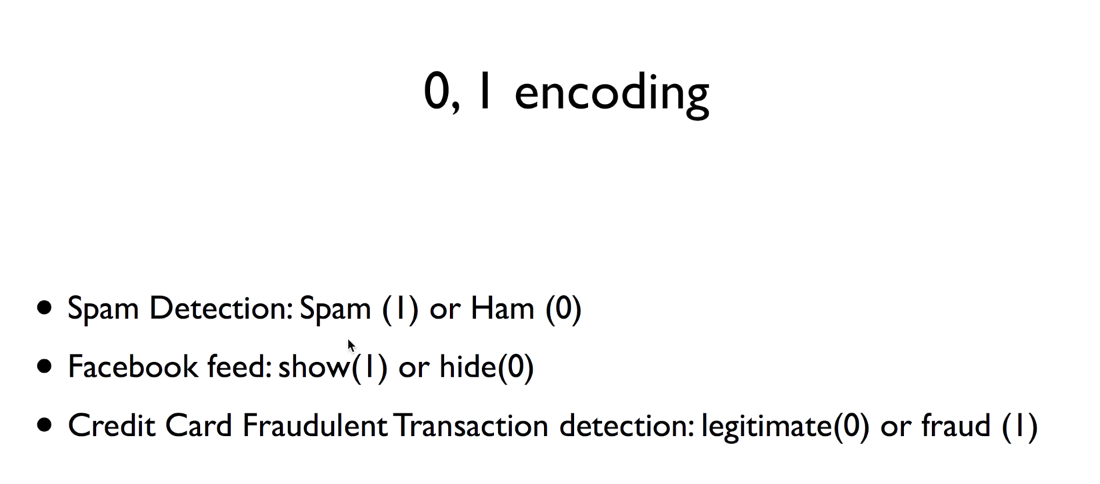 0, 1 encoding
• Spam Detection: Spam (1) or Ham (0)
• Facebook feed: show(1) or hide(0)
• Credit Card Fraudulent Transaction detection: legitimate(0) or fraud (1)